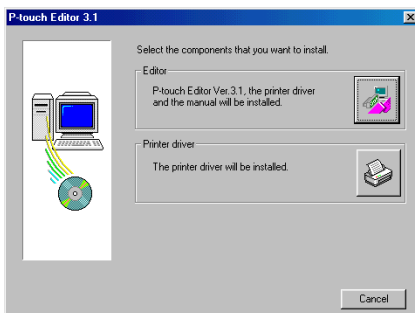 P-touch Editor 3.1
Select the components that you want to install.
Editor
P-touch Editor Ver.3.1, the printer driver
and the manual will be installed.
Printer driver
The printer driver will be installed.
Cancel